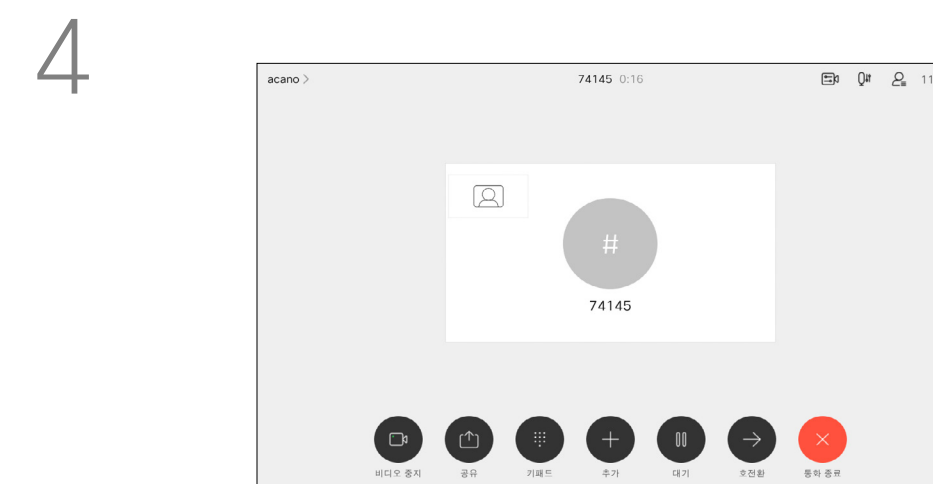 4
acano >
74145 0:16
11
#
74145
비디오 중지
공유
키패드
추가
대기
호전환
통화 종료